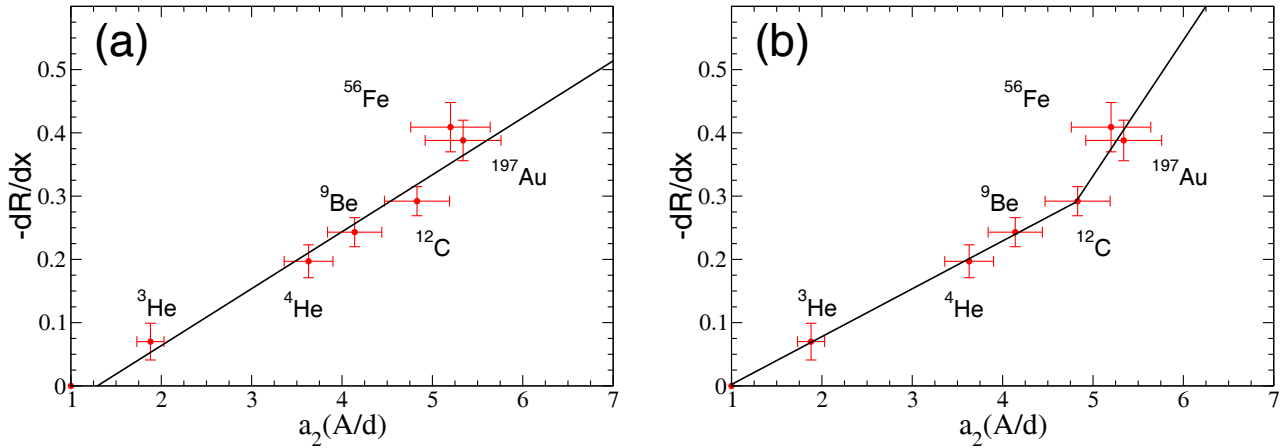 (a)
-dR/dx
0.5
0.4
0.3
0.2
0.1
0
⁵⁶Fe
¹⁹⁷Au
⁹Be
¹²C
³He
⁴He
1 2 3 4 5 6 7
a₂(A/d)
(b)
-dR/dx
0.5
0.4
0.3
0.2
0.1
0
⁵⁶Fe
¹⁹⁷Au
⁹Be
¹²C
³He
⁴He
1 2 3 4 5 6 7
a₂(A/d)